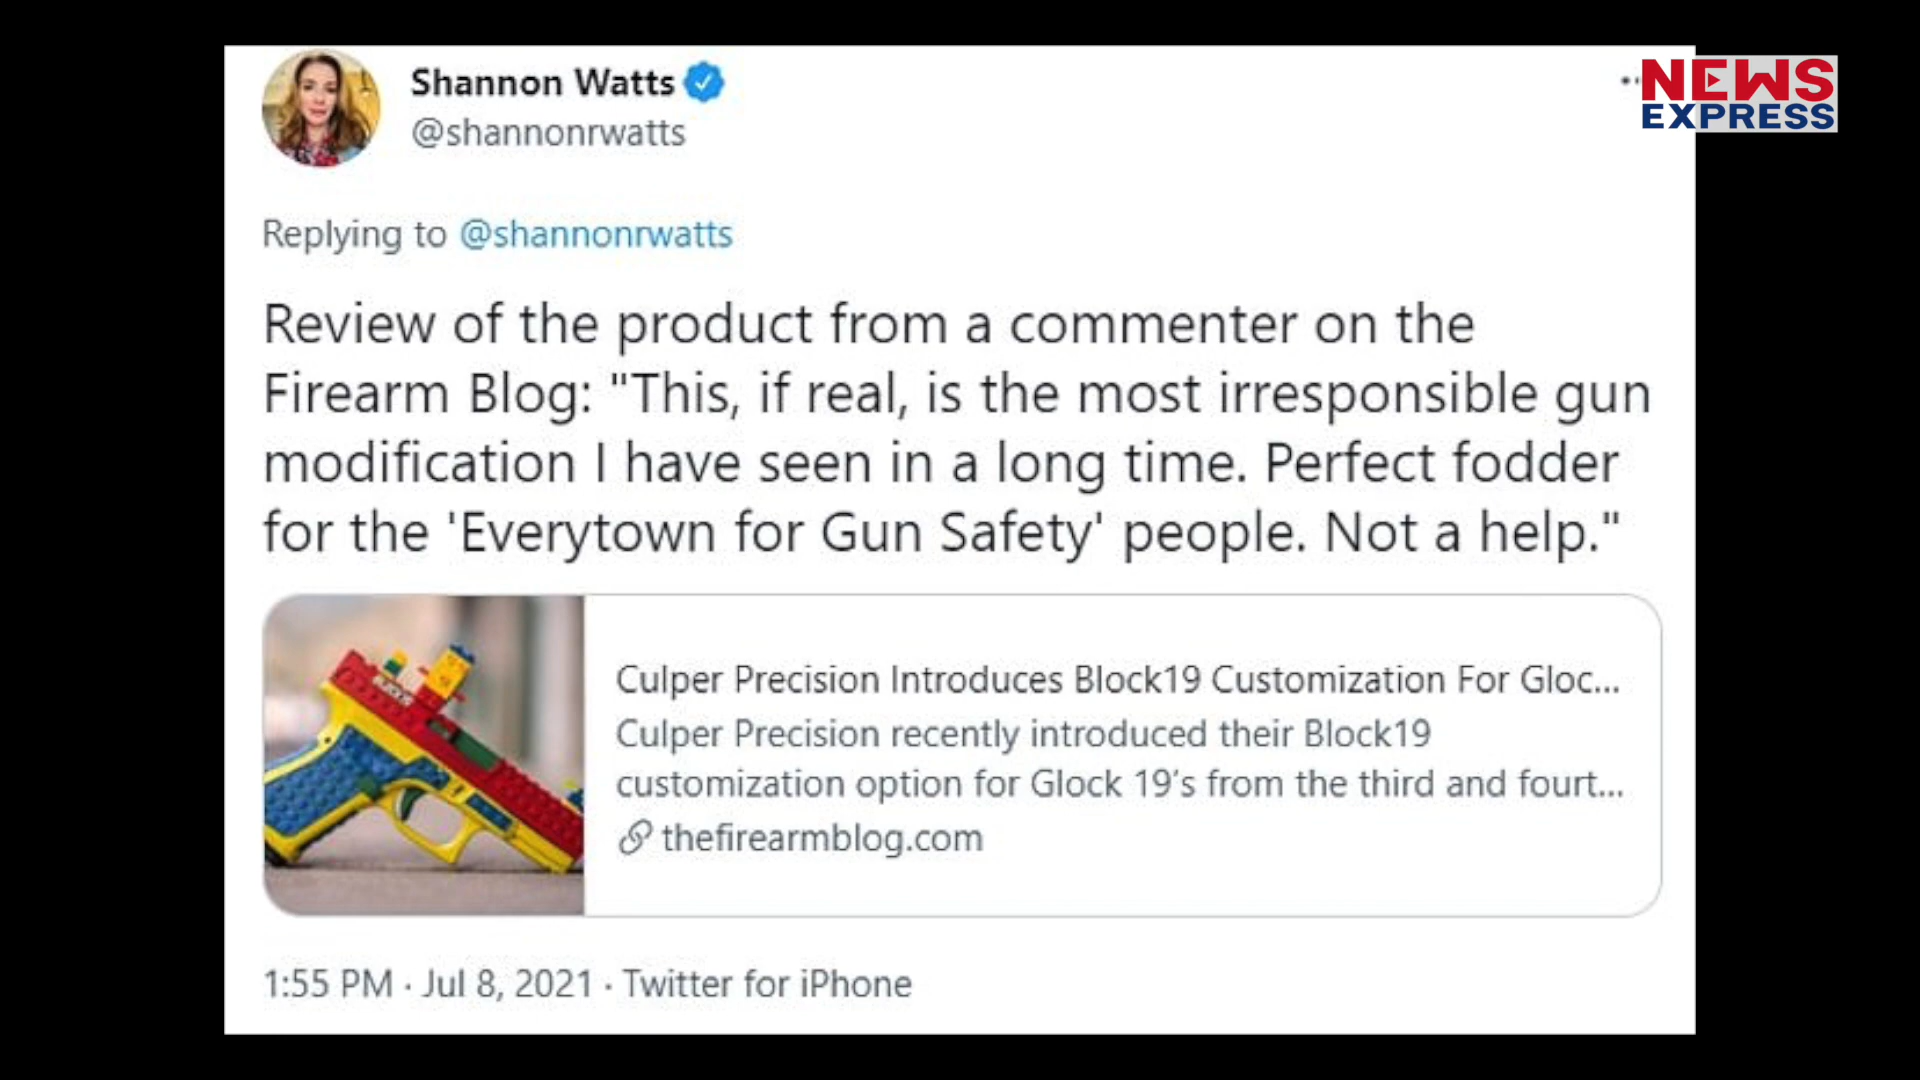 Shannon Watts
@shannonrwatts
NEWS
EXPRESS
Replying to @shannonrwatts
Review of the product from a commenter on the
Firearm Blog: "This, if real, is the most irresponsible gun
modification I have seen in a long time. Perfect fodder
for the 'Everytown for Gun Safety' people. Not a help."
Culper Precision Introduces Block19 Customization For Gloc...
Culper Precision recently introduced their Block19
customization option for Glock 19's from the third and fourt...
thefirearmblog.com
1:55 PM · Jul 8, 2021 · Twitter for iPhone